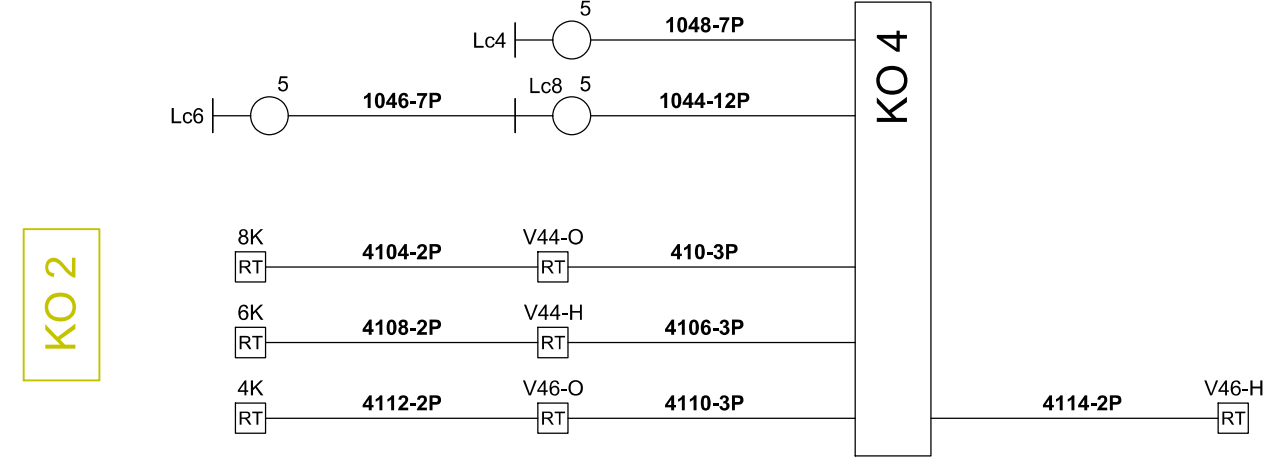 5
Lc4
1048-7P
KO 4
5
Lc8
5
Lc6
1046-7P
1044-12P
KO 2
8K
RT
4104-2P
V44-O
RT
410-3P
6K
RT
4108-2P
V44-H
RT
4106-3P
4K
RT
4112-2P
V46-O
RT
4110-3P
4114-2P
V46-H
RT